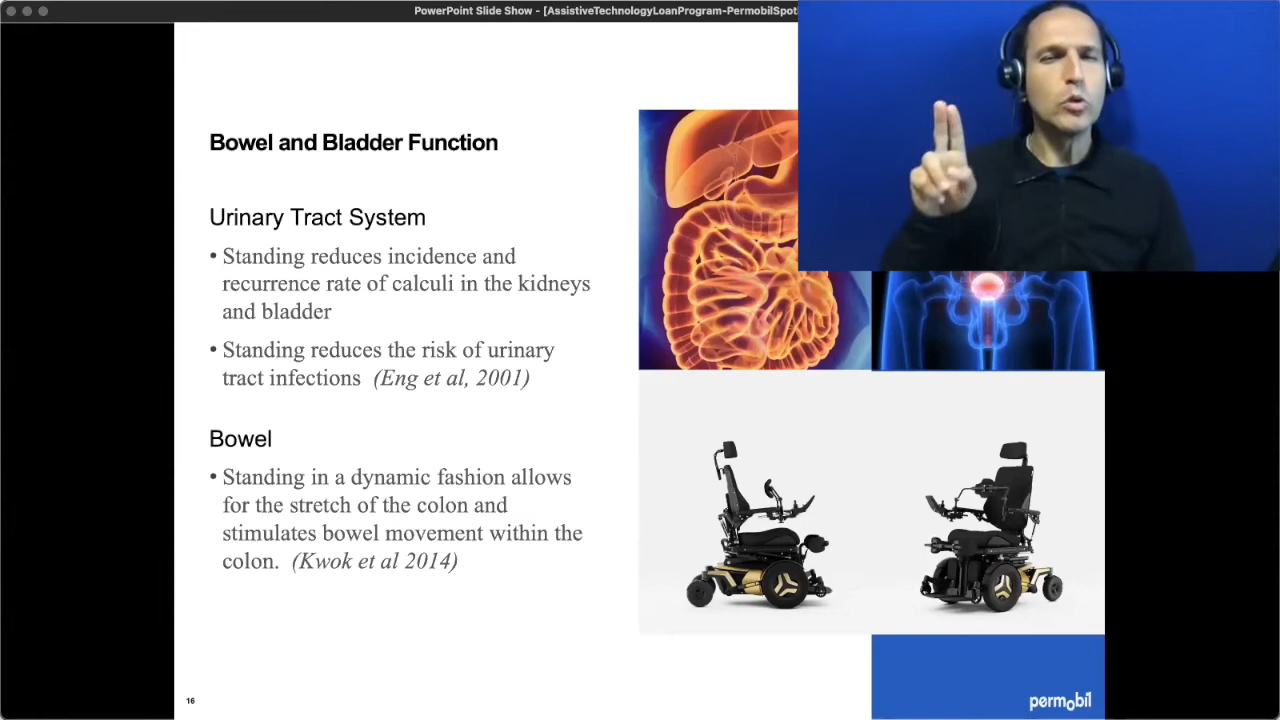 PowerPoint Slide Show - [AssistiveTechnologyLoanProgram-PermobilSpot
Bowel and Bladder Function
Urinary Tract System
• Standing reduces incidence and
recurrence rate of calculi in the kidneys
and bladder
• Standing reduces the risk of urinary
tract infections (Eng et al, 2001)
Bowel
• Standing in a dynamic fashion allows
for the stretch of the colon and
stimulates bowel movement within the
colon. (Kwok et al 2014)
16
permobil